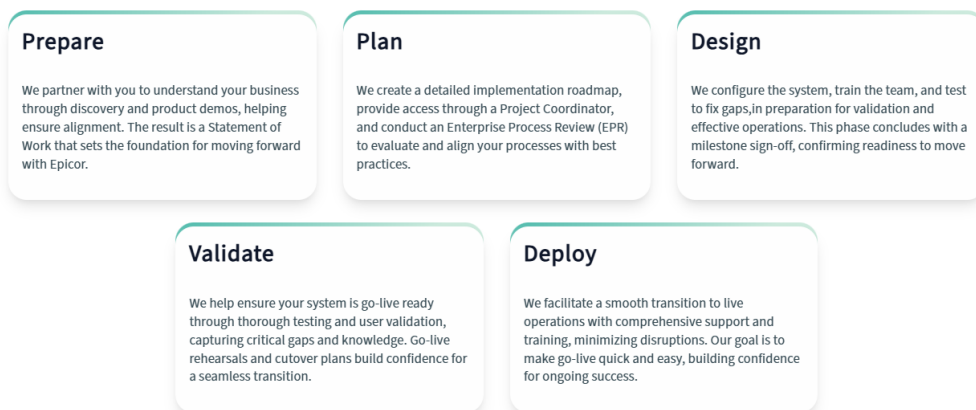 Prepare
We partner with you to understand your business
through discovery and product demos, helping
ensure alignment. The result is a Statement of
Work that sets the foundation for moving forward
with Epicor.
Plan
We create a detailed implementation roadmap,
provide access through a Project Coordinator,
and conduct an Enterprise Process Review (EPR)
to evaluate and align your processes with best
practices.
Design
We configure the system, train the team, and test
to fix gaps,in preparation for validation and
effective operations. This phase concludes with a
milestone sign-off, confirming readiness to move
forward.
Validate
We help ensure your system is go-live ready
through thorough testing and user validation,
capturing critical gaps and knowledge. Go-live
rehearsals and cutover plans build confidence for
a seamless transition.
Deploy
We facilitate a smooth transition to live
operations with comprehensive support and
training, minimizing disruptions. Our goal is to
make go-live quick and easy, building confidence
for ongoing success.